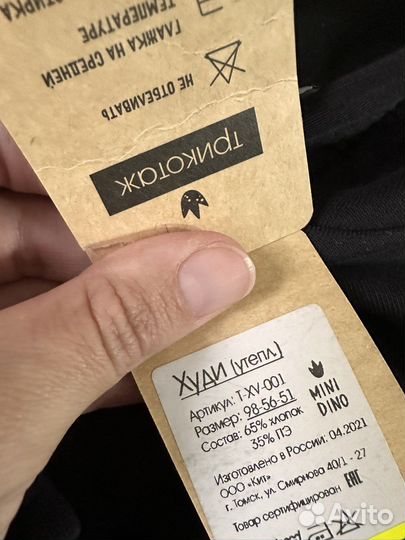 СТИРКА
ТЕМПЕРАТУРЕ
ГЛАЖКА НА СРЕДНЕЙ
НЕ ОТБЕЛИВАТЬ
трикотаж
Худи (утепл.)
Артикул: Т-ХУ-001
Размер: 98-56-51
Состав: 65% хлопок
35% ПЭ
MINI
DINO
Изготовлено в России: 04.2021
ООО «Кит»
г. Томск, ул. Смирнова 40/1 - 27
Товар сертифицирован
EAC
Avito